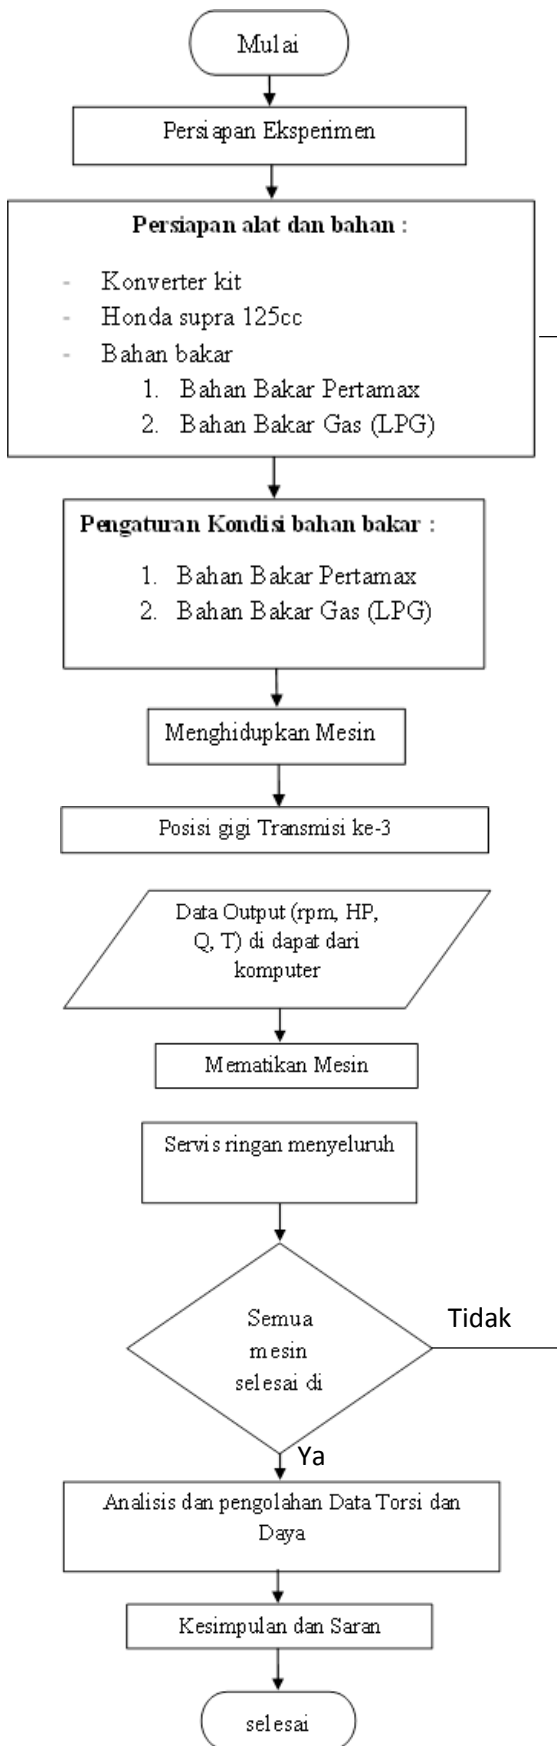 Mulai
Persiapan Eksperimen
Persiapan alat dan bahan :
- Konverter kit
- Honda supra 125cc
- Bahan bakar
1. Bahan Bakar Pertamax
2. Bahan Bakar Gas (LPG)
Pengaturan Kondisi bahan bakar :
1. Bahan Bakar Pertamax
2. Bahan Bakar Gas (LPG)
Menghidupkan Mesin
Posisi gigi Transmisi ke-3
Data Output (rpm, HP,
Q, T) di dapat dari
komputer
Mematikan Mesin
Servis ringan menyeluruh
Semua
mesin
selesai di
Tidak
Ya
Analisis dan pengolahan Data Torsi dan
Daya
Kesimpulan dan Saran
selesai